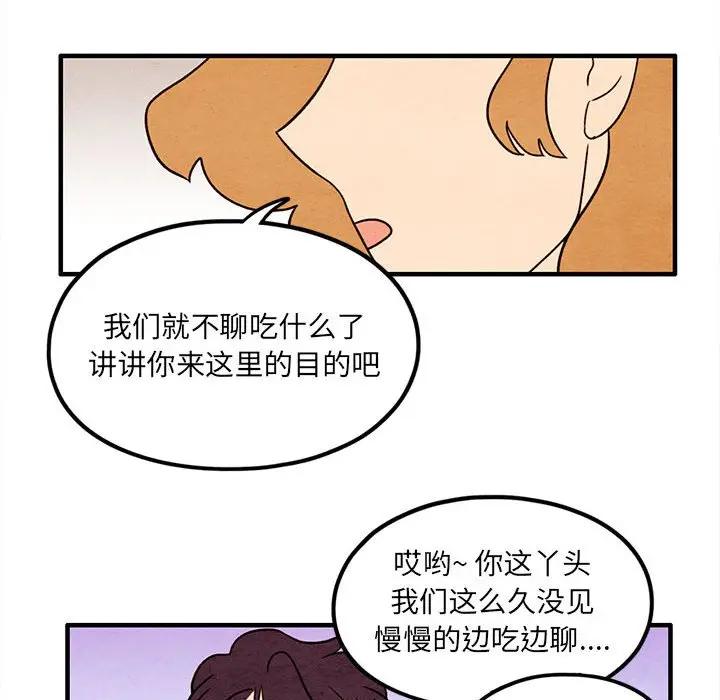 我们就不聊吃什么了
讲讲你来这里的目的吧
哎哟~ 你这丫头
我们这么久没见
慢慢的边吃边聊....